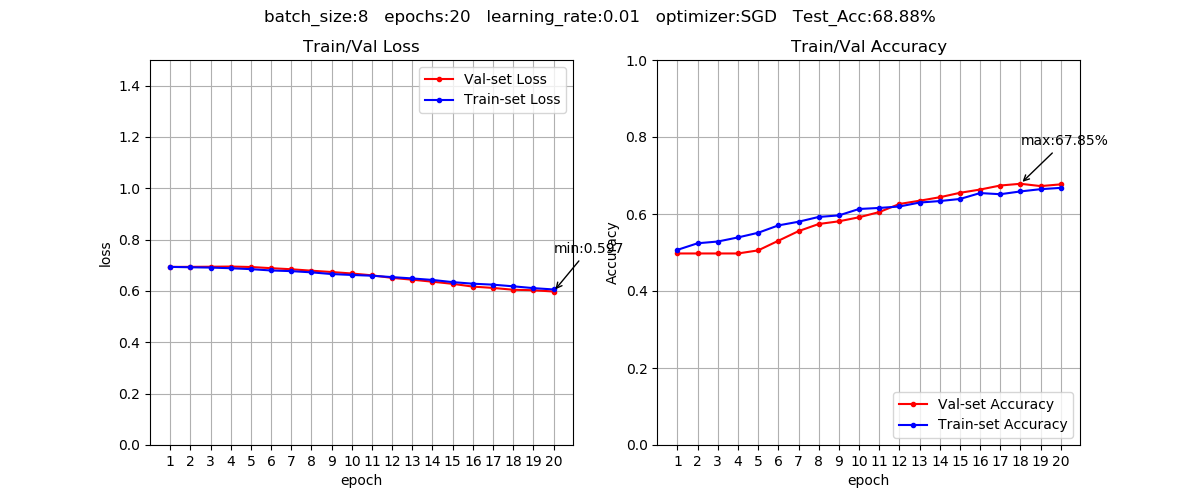 batch_size:8 epochs:20 learning_rate:0.01 optimizer:SGD Test_Acc:68.88%
Train/Val Loss
1.4
1.2
1.0
0.8
0.6
0.4
0.2
0.0
loss
Val-set Loss
Train-set Loss
min:0.597
1 2 3 4 5 6 7 8 9 10 11 12 13 14 15 16 17 18 19 20
epoch
Train/Val Accuracy
1.0
0.8
0.6
0.4
0.2
0.0
Accuracy
max:67.85%
Val-set Accuracy
Train-set Accuracy
1 2 3 4 5 6 7 8 9 10 11 12 13 14 15 16 17 18 19 20
epoch